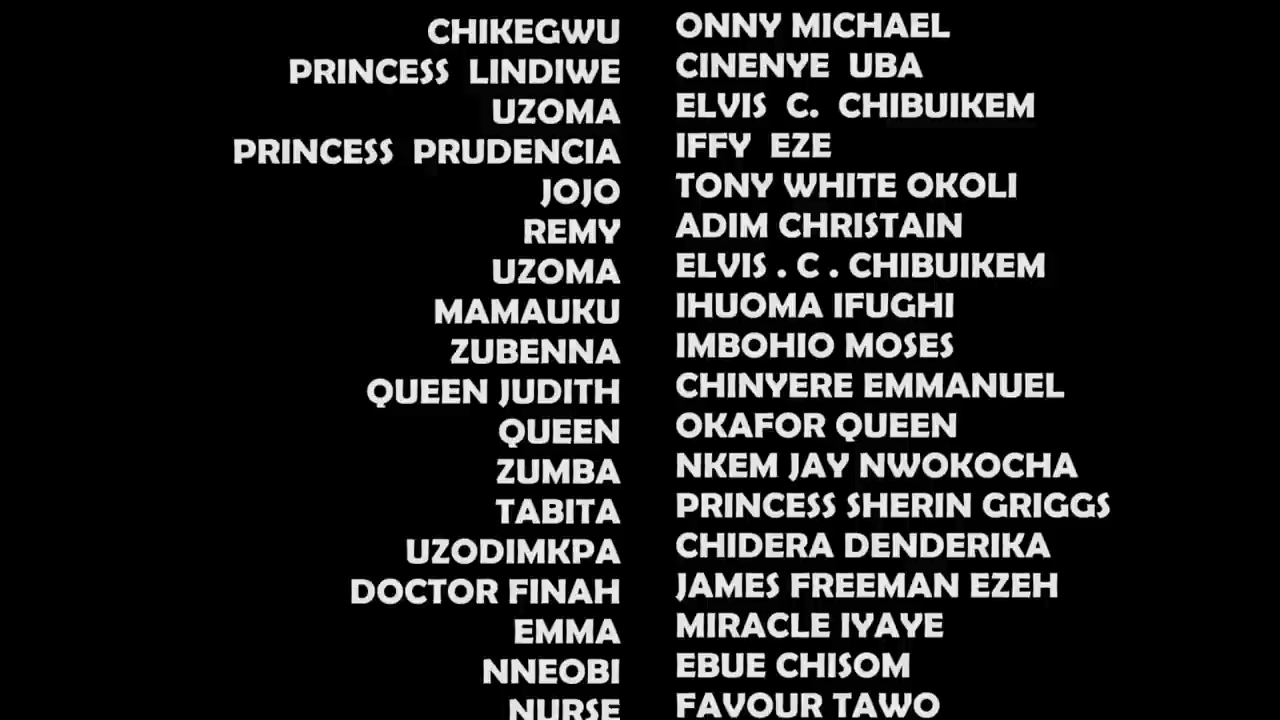 CHIKEGWU ONNY MICHAEL
PRINCESS LINDIWE CINENYE UBA
UZOMA ELVIS C. CHIBUIKEM
PRINCESS PRUDENCIA IFFY EZE
JOJO TONY WHITE OKOLI
REMY ADIM CHRISTAIN
UZOMA ELVIS . C . CHIBUIKEM
MAMAUKU IHUOMA IFUGHI
ZUBENNA IMBOHIO MOSES
QUEEN JUDITH CHINYERE EMMANUEL
QUEEN OKAFOR QUEEN
ZUMBA NKEM JAY NWOKOCHA
TABITA PRINCESS SHERIN GRIGGS
UZODIMKPA CHIDERA DENDERIKA
DOCTOR FINAH JAMES FREEMAN EZEH
EMMA MIRACLE IYAYE
NNEOBI EBUE CHISOM
NURSE FAVOUR TAWO